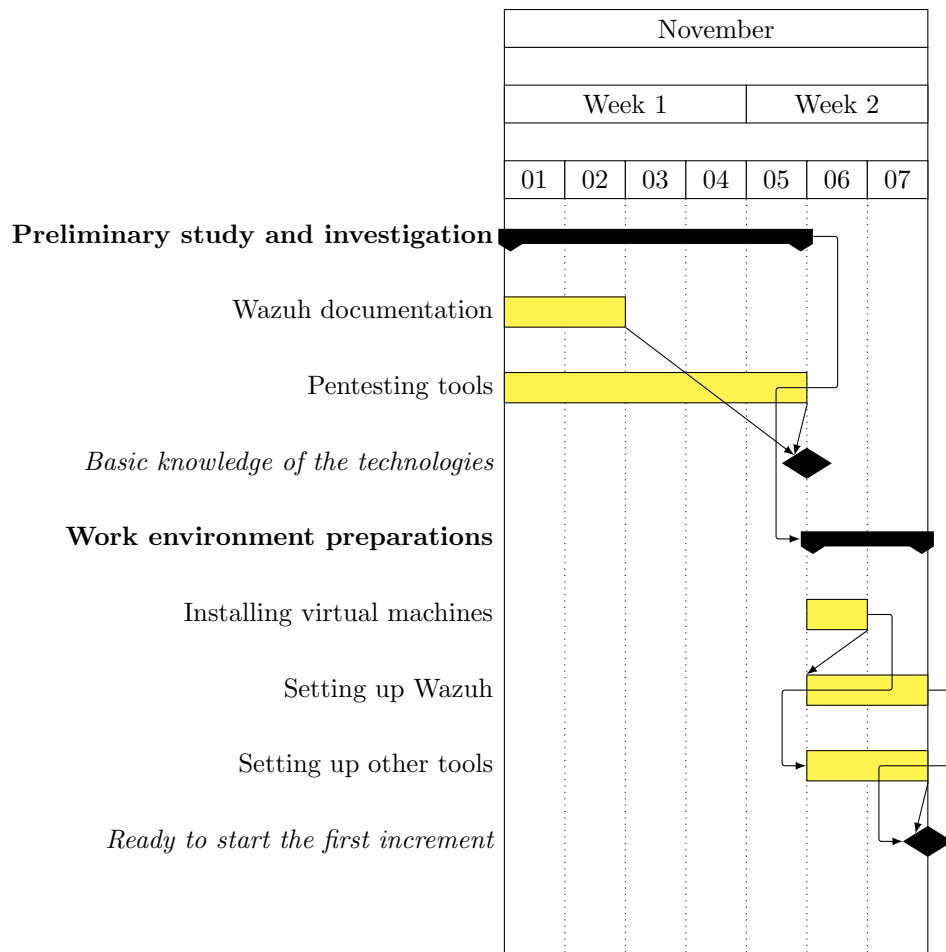 November
Week 1 Week 2
01 02 03 04 05 06 07
Preliminary study and investigation
Wazuh documentation
Pentesting tools
Basic knowledge of the technologies
Work environment preparations
Installing virtual machines
Setting up Wazuh
Setting up other tools
Ready to start the first increment